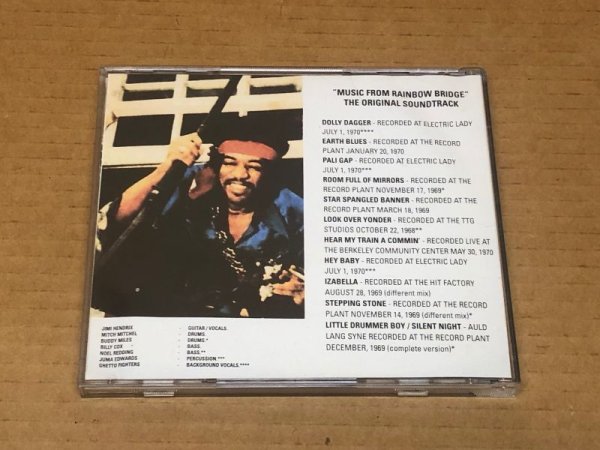 "MUSIC FROM RAINBOW BRIDGE"
THE ORIGINAL SOUNDTRACK
DOLLY DAGGER - RECORDED AT ELECTRIC LADY
JULY 1, 1970****
EARTH BLUES - RECORDED AT THE RECORD
PLANT JANUARY 20, 1970
PALI GAP - RECORDED AT ELECTRIC LADY
JULY 1, 1970***
ROOM FULL OF MIRRORS - RECORDED AT THE
RECORD PLANT NOVEMBER 17, 1969*
STAR SPANGLED BANNER - RECORDED AT THE
RECORD PLANT MARCH 18, 1969
LOOK OVER YONDER - RECORDED AT THE TTG
STUDIOS OCTOBER 22, 1968**
HEAR MY TRAIN A COMMIN' - RECORDED LIVE AT
THE BERKELEY COMMUNITY CENTER MAY 30, 1970
HEY BABY - RECORDED AT ELECTRIC LADY
JULY 1, 1970***
IZABELLA - RECORDED AT THE HIT FACTORY
AUGUST 28, 1969 (different mix)
STEPPING STONE - RECORDED AT THE RECORD
PLANT NOVEMBER 14, 1969 (different mix)*
LITTLE DRUMMER BOY / SILENT NIGHT - AULD
LANG SYNE RECORDED AT THE RECORD PLANT
DECEMBER, 1969 (complete version)*
JIMI HENDRIX - GUITAR / VOCALS
MITCH MITCHEL - DRUMS
BUDDY MILES - DRUMS.*
BILLY COX - BASS.
NOEL REDDING - BASS.**
JUMA EDWARDS - PERCUSSION.***
GHETTO FIGHTERS - BACKGROUND VOCALS.****